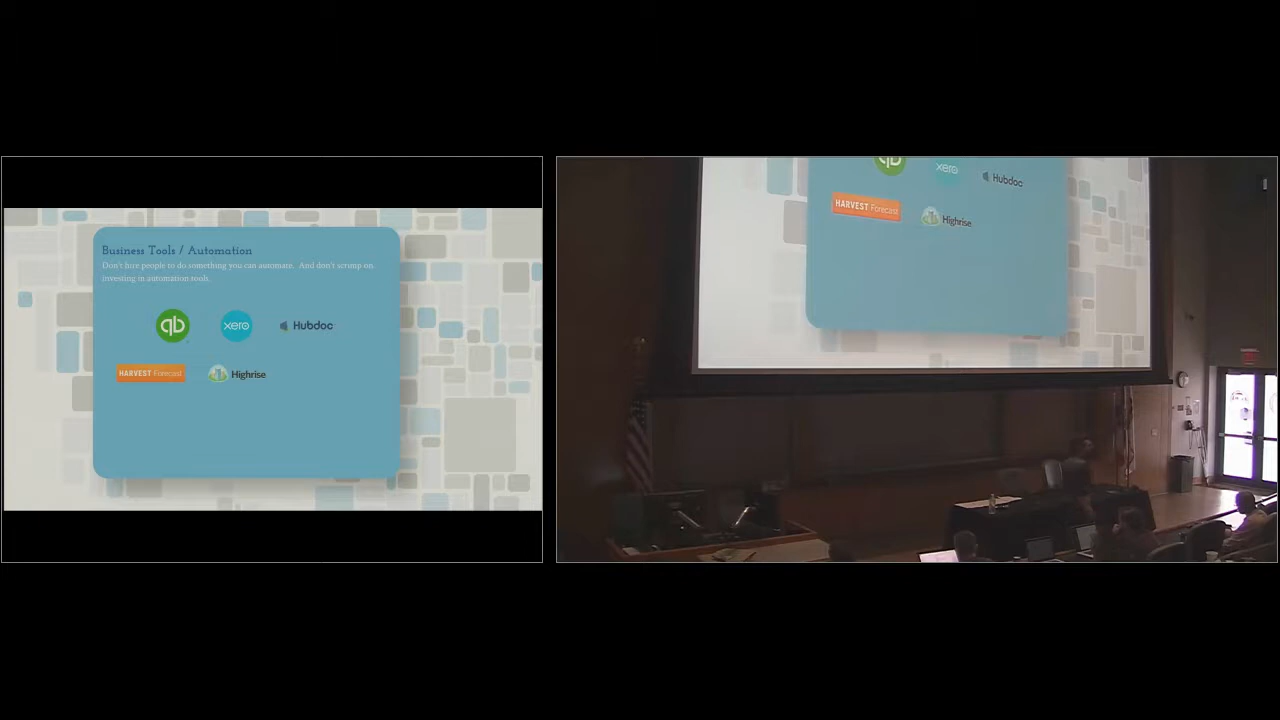 Business Tools / Automation
Don't hire people to do something you can automate. And don't scrimp on
investing in automation tools.
qb
xero
Hubdoc
HARVEST Forecast
Highrise
qb
xero
Hubdoc
HARVEST Forecast
Highrise